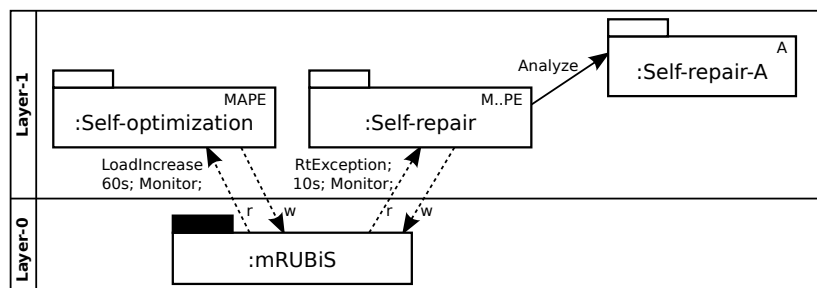 Layer-1
MAPE
:Self-optimization
M..PE
:Self-repair
Analyze
A
:Self-repair-A
LoadIncrease
60s; Monitor;
r
w
RtException;
10s; Monitor;
r
w
Layer-0
:mRUBiS